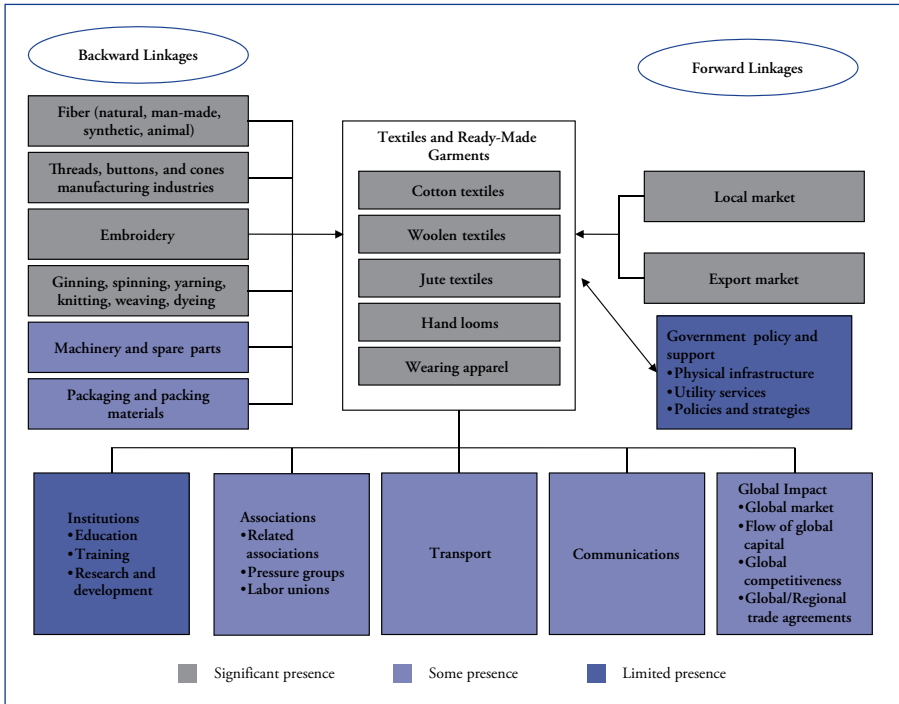 Backward Linkages
Forward Linkages
Fiber (natural, man-made,
synthetic, animal)
Threads, buttons, and cones
manufacturing industries
Embroidery
Ginning, spinning, yarning,
knitting, weaving, dyeing
Machinery and spare parts
Packaging and packing
materials
Textiles and Ready-Made
Garments
Cotton textiles
Woolen textiles
Jute textiles
Hand looms
Wearing apparel
Local market
Export market
Government policy and
support
•Physical infrastructure
•Utility services
•Policies and strategies
Institutions
•Education
•Training
•Research and
development
Associations
•Related
associations
•Pressure groups
•Labor unions
Transport
Communications
Global Impact
•Global market
•Flow of global
capital
•Global
competitiveness
•Global/Regional
trade agreements
Significant presence
Some presence
Limited presence